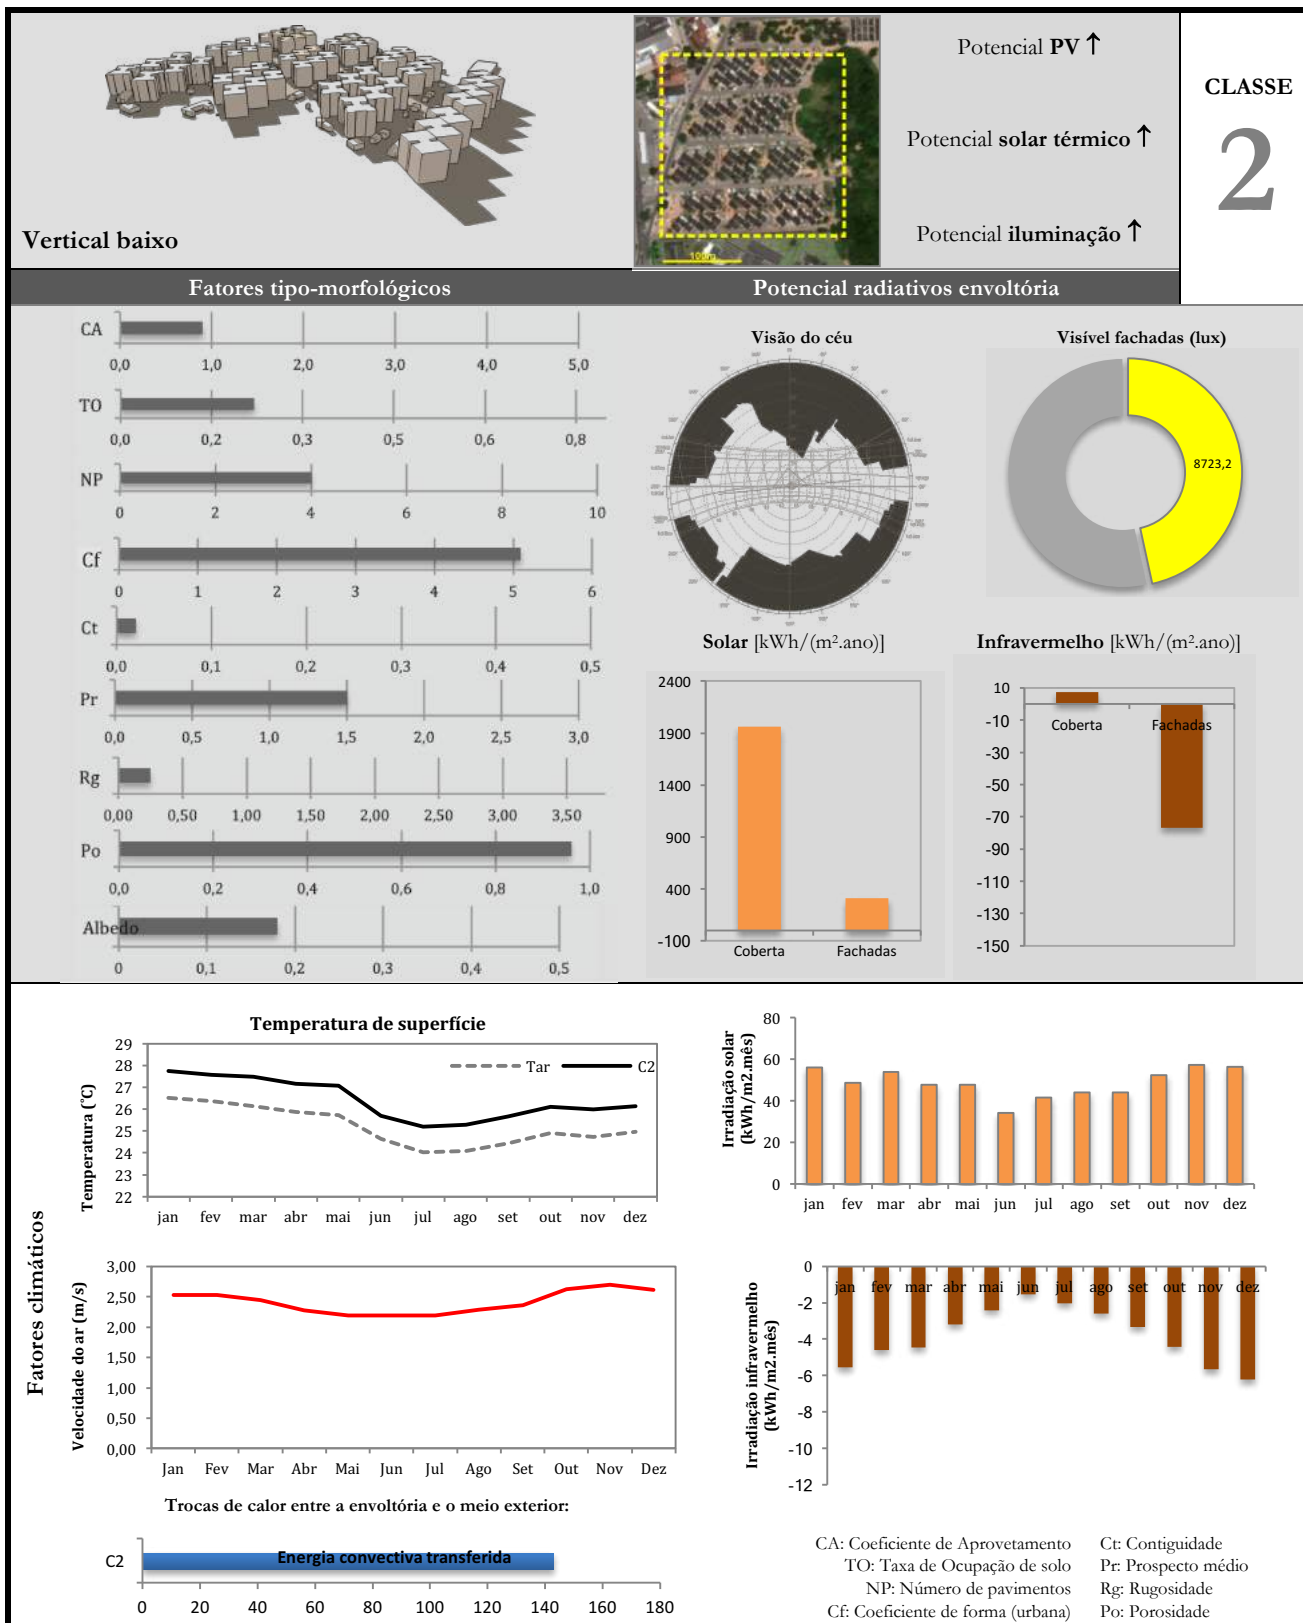 Vertical baixo
100m
Potencial PV ↑
Potencial solar térmico ↑
Potencial iluminação ↑
CLASSE
2
Fatores tipo-morfológicos
Potencial radiativos envoltória
CA
0,0 1,0 2,0 3,0 4,0 5,0
TO
0,0 0,2 0,3 0,5 0,6 0,8
NP
0 2 4 6 8 10
Cf
0 1 2 3 4 5 6
Ct
0,0 0,1 0,2 0,3 0,4 0,5
Pr
0,0 0,5 1,0 1,5 2,0 2,5 3,0
Rg
0,00 0,50 1,00 1,50 2,00 2,50 3,00 3,50
Po
0,0 0,2 0,4 0,6 0,8 1,0
Albedo
0 0,1 0,2 0,3 0,4 0,5
Visão do céu
Visível fachadas (lux)
8723,2
Solar [kWh/(m².ano)]
2400
1900
1400
900
400
-100
Coberta Fachadas
Infravermelho [kWh/(m².ano)]
10
-10
-30
-50
-70
-90
-110
-130
-150
Coberta Fachadas
Fatores climáticos
Temperatura de superfície
Temperatura (°C)
29
28
27
26
25
24
23
22
Tar C2
jan fev mar abr mai jun jul ago set out nov dez
Irradiação solar
(kWh/m2.mês)
80
60
40
20
0
jan fev mar abr mai jun jul ago set out nov dez
Velocidade do ar (m/s)
3,00
2,50
2,00
1,50
1,00
0,50
0,00
Jan Fev Mar Abr Mai Jun Jul Ago Set Out Nov Dez
Irradiação infravermelho
(kWh/m2.mês)
0
-2
-4
-6
-8
-10
-12
jan fev mar abr mai jun jul ago set out nov dez
Trocas de calor entre a envoltória e o meio exterior:
C2
Energia convectiva transferida
0 20 40 60 80 100 120 140 160 180
CA: Coeficiente de Aprovetamento
TO: Taxa de Ocupação de solo
NP: Número de pavimentos
Cf: Coeficiente de forma (urbana)
Ct: Contiguidade
Pr: Prospecto médio
Rg: Rugosidade
Po: Porosidade